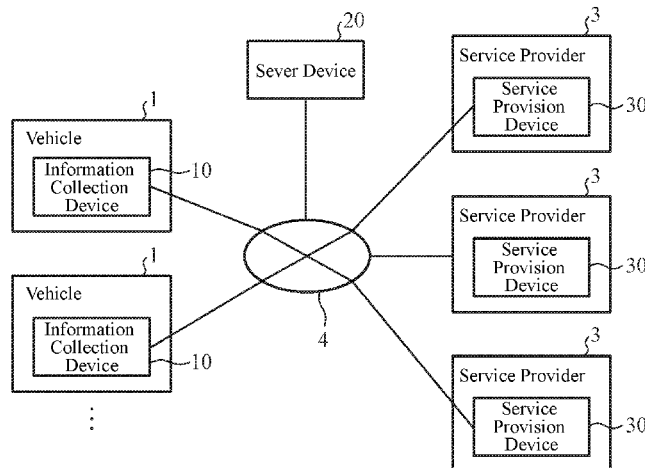 20
Sever Device
1
Vehicle
Information
Collection
Device
10
1
Vehicle
Information
Collection
Device
10
4
3
Service Provider
Service
Provision
Device
30
3
Service Provider
Service
Provision
Device
30
3
Service Provider
Service
Provision
Device
30